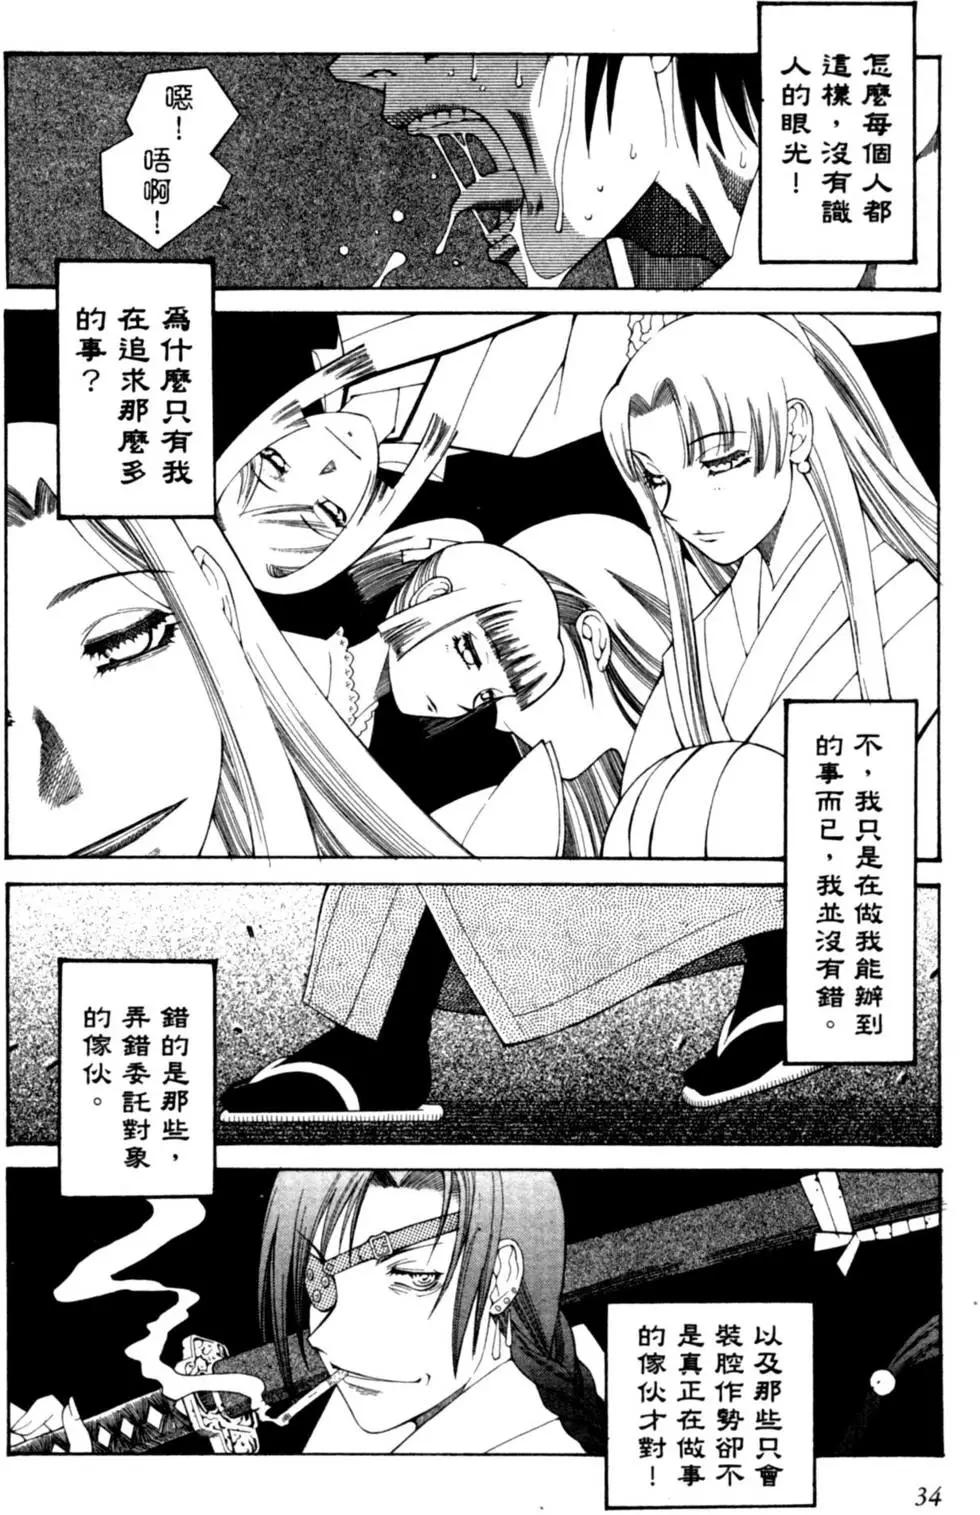 怎麼每個人都
這樣，沒有識
人的眼光！
噁！
唔啊！
為什麼只有我
在追求那麼多
的事？
不，我只是在做我能辦到
的事而已，我並沒有錯。
錯的是那些，
弄錯委託對象
的傢伙。
以及那些只會
裝腔作勢卻不
是真正在做事
的傢伙才對！
34